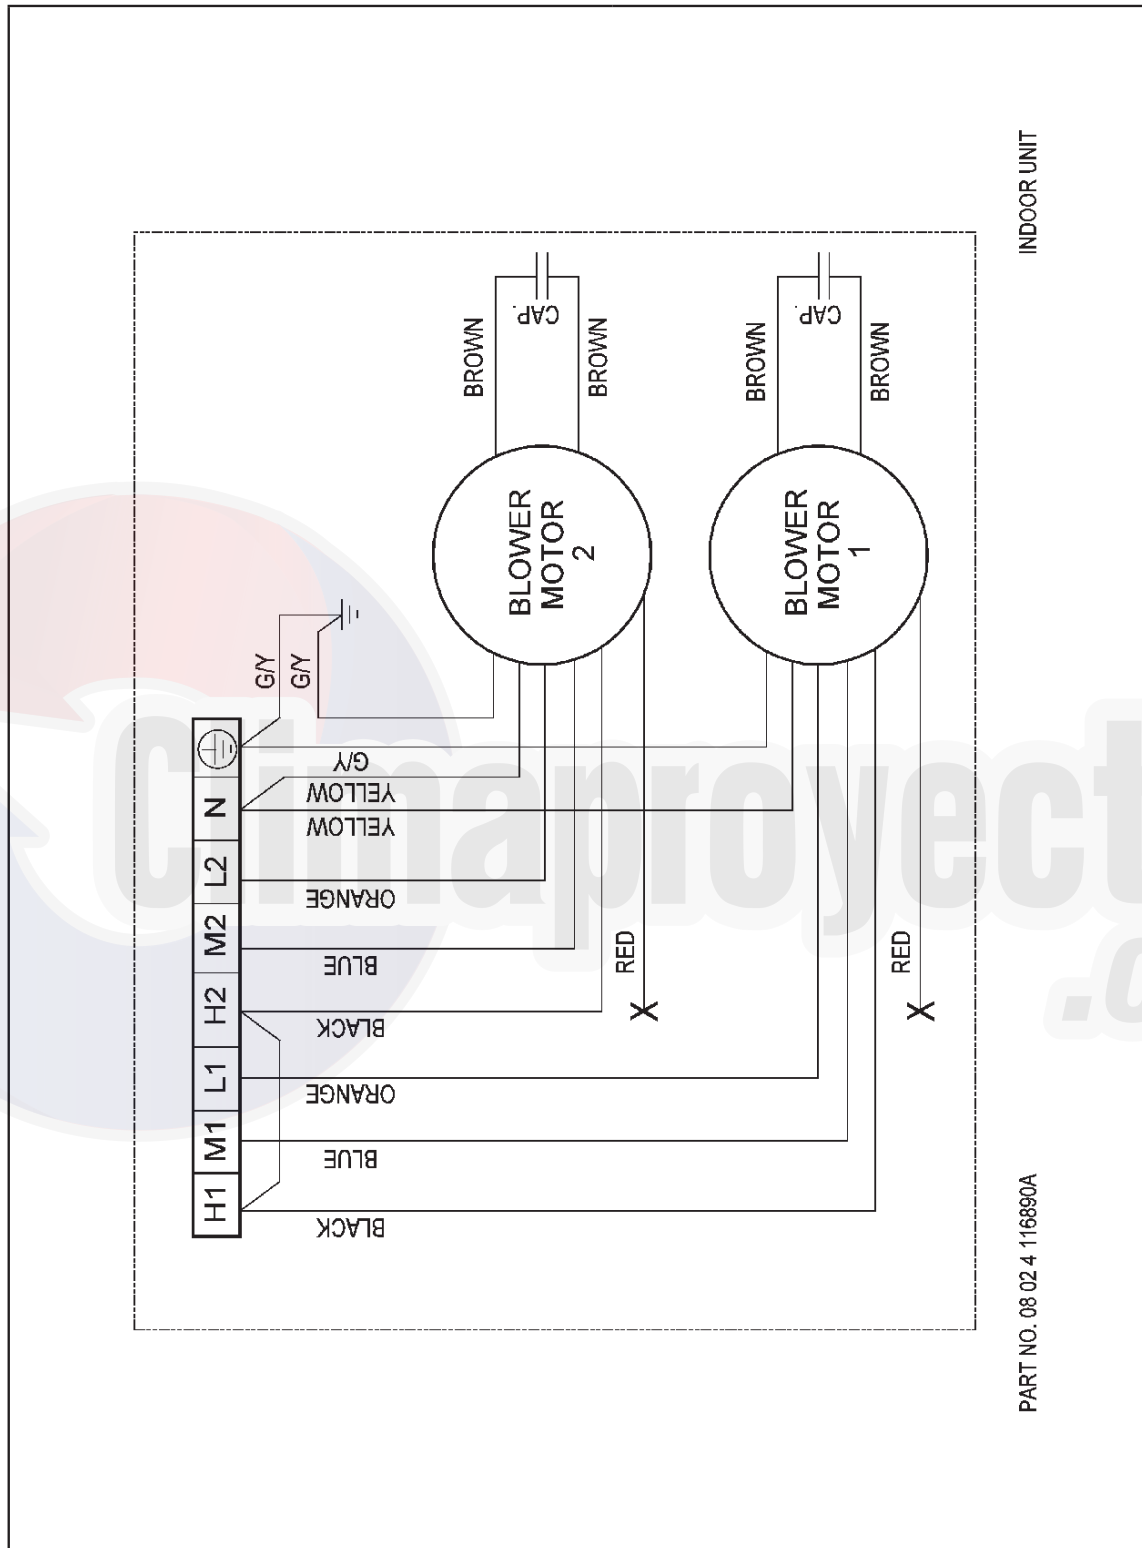 H1 M1 L1 H2 M2 L2 N
BLACK
BLUE
ORANGE
BLACK
BLUE
ORANGE
YELLOW
YELLOW
G/Y
G/Y
G/Y
RED
RED
BLOWER
MOTOR
2
BLOWER
MOTOR
1
BROWN
BROWN
CAP.
BROWN
BROWN
CAP.
PART NO. 08 02 4 116890A
INDOOR UNIT
Climaproyect
.c